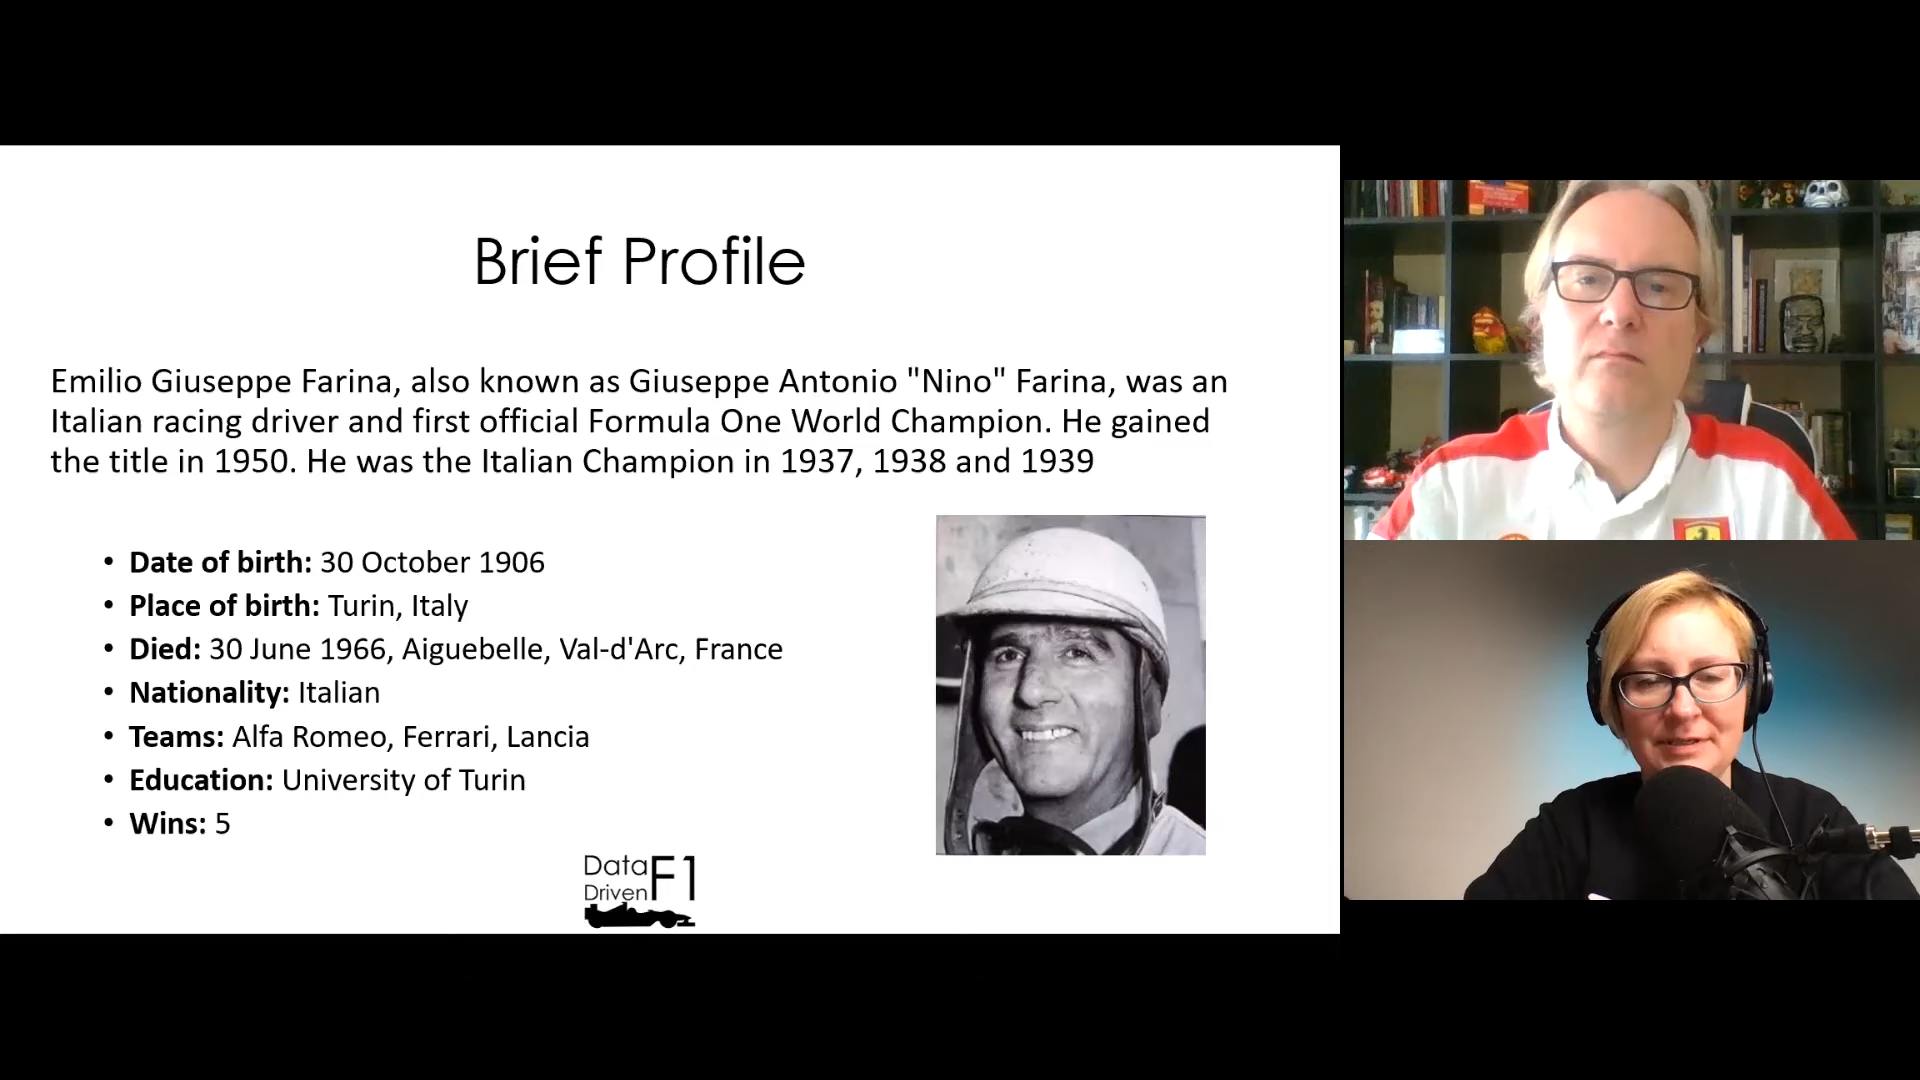 Brief Profile
Emilio Giuseppe Farina, also known as Giuseppe Antonio "Nino" Farina, was an
Italian racing driver and first official Formula One World Champion. He gained
the title in 1950. He was the Italian Champion in 1937, 1938 and 1939
• Date of birth: 30 October 1906
• Place of birth: Turin, Italy
• Died: 30 June 1966, Aiguebelle, Val-d'Arc, France
• Nationality: Italian
• Teams: Alfa Romeo, Ferrari, Lancia
• Education: University of Turin
• Wins: 5
Data
Driven
F1